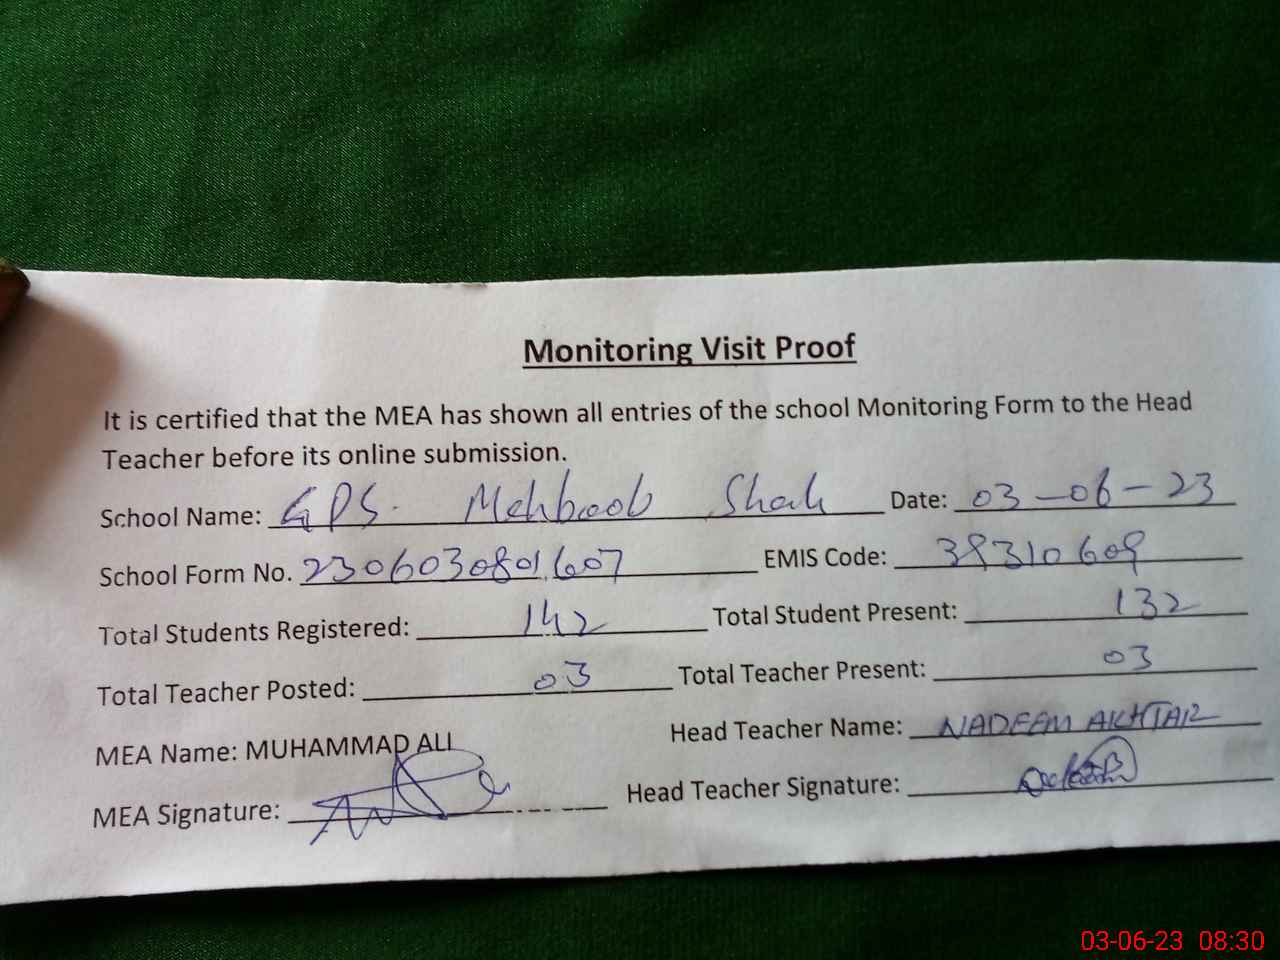 Monitoring Visit Proof
It is certified that the MEA has shown all entries of the school Monitoring Form to the Head
Teacher before its online submission.
School Name: GPS. Mehboob Shah Date: 03-06-23
School Form No. 2306030801607 EMIS Code: 38310609
Total Students Registered: 142 Total Student Present: 132
Total Teacher Posted: 03 Total Teacher Present: 03
MEA Name: MUHAMMAD ALI Head Teacher Name: NADEEM AKHTAR
MEA Signature: Head Teacher Signature:
03-06-23 08:30